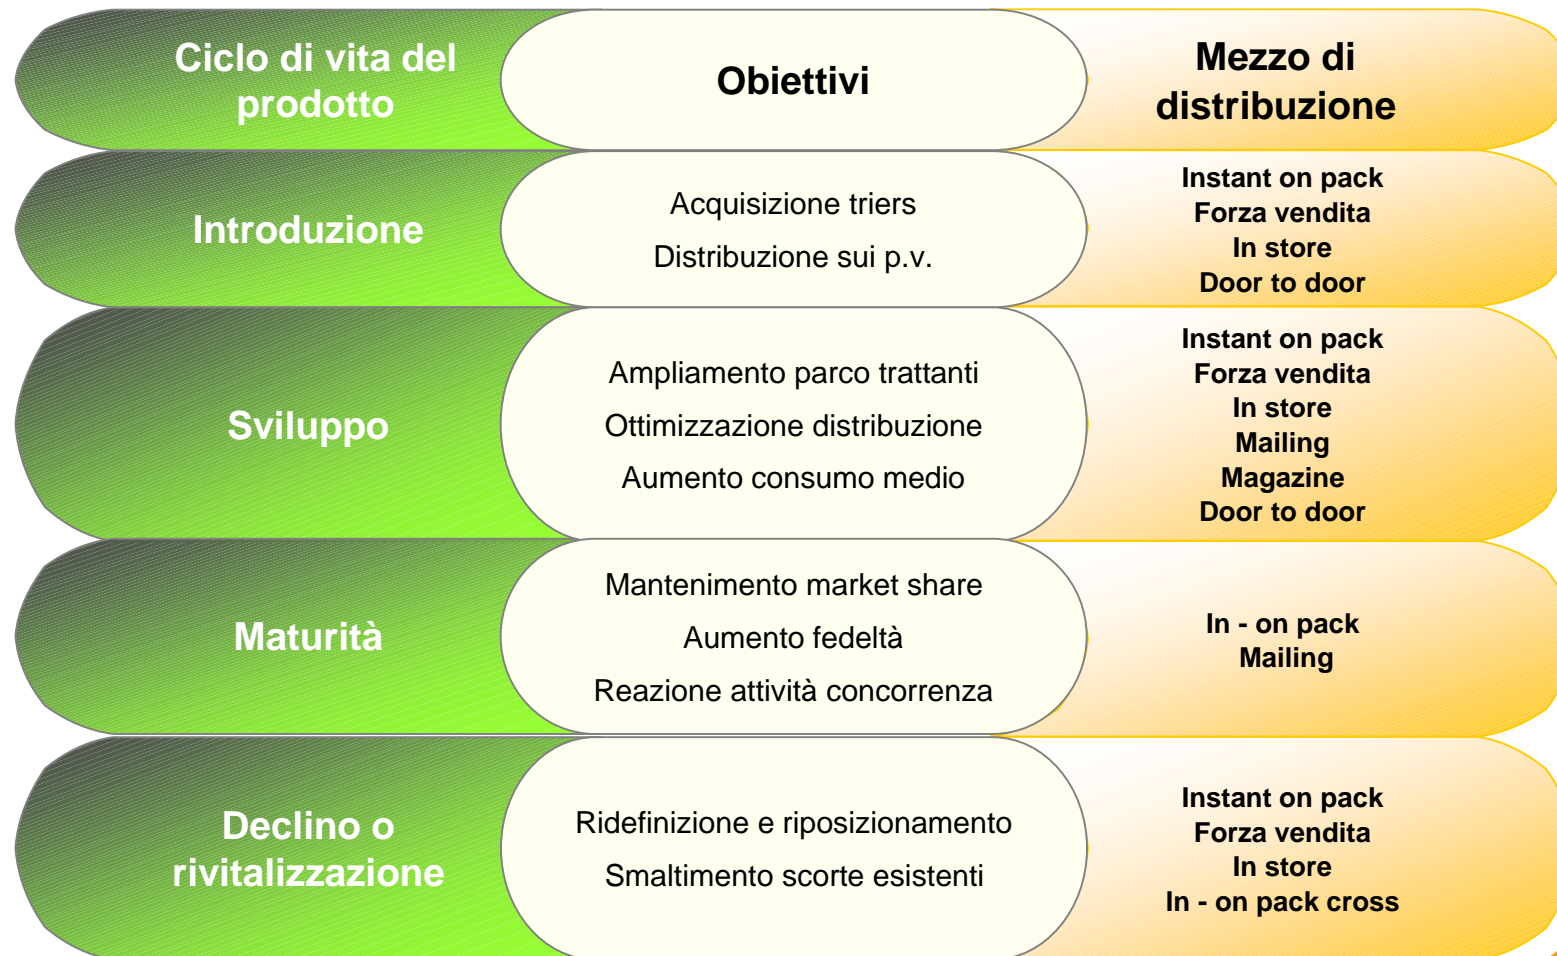 Ciclo di vita del
prodotto
Obiettivi
Mezzo di
distribuzione
Introduzione
Acquisizione triers
Distribuzione sui p.v.
Instant on pack
Forza vendita
In store
Door to door
Sviluppo
Ampliamento parco trattanti
Ottimizzazione distribuzione
Aumento consumo medio
Instant on pack
Forza vendita
In store
Mailing
Magazine
Door to door
Maturità
Mantenimento market share
Aumento fedeltà
Reazione attività concorrenza
In - on pack
Mailing
Declino o
rivitalizzazione
Ridefinizione e riposizionamento
Smaltimento scorte esistenti
Instant on pack
Forza vendita
In store
In - on pack cross